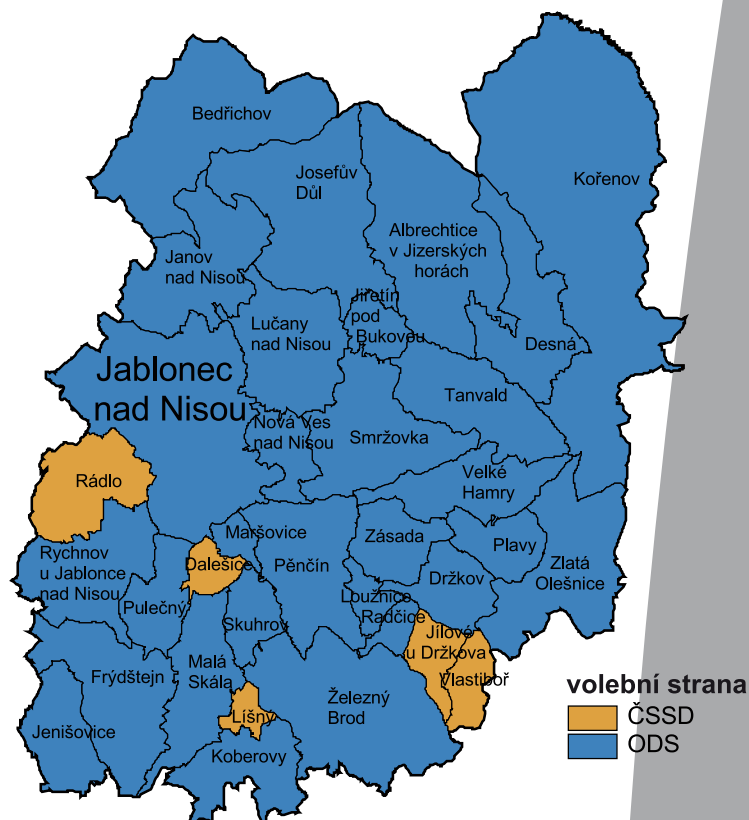 Bedřichov
Kořenov
Josefův
Důl
Albrechtice
v Jizerských
horách
Janov
nad Nisou
Jiřetín
pod
Bukovou
Lučany
nad Nisou
Desná
Jablonec
nad Nisou
Tanvald
Nová Ves
nad Nisou
Smržovka
Rádlo
Velké
Hamry
Maršovice
Zásada
Plavy
Rychnov
u Jablonce
nad Nisou
Dalešice
Pěnčín
Zlatá
Olešnice
Držkov
Loužnice
Radčice
Pulečný
Skuhrov
Jílové
u Držkova
Malá
Skála
Frýdštejn
Vlastiboř
Železný
Brod
Líšny
Jenišovice
Koberovy
volební strana
ČSSD
ODS